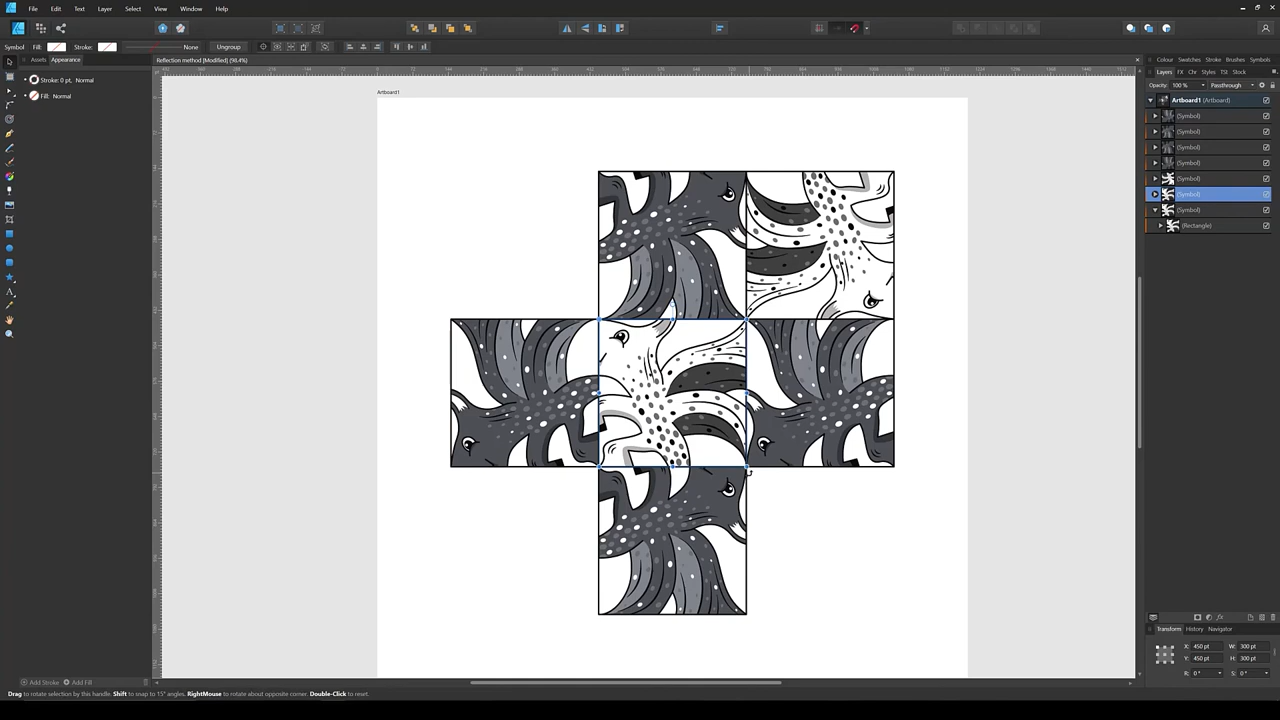 File Edit Text Layer Select View Window Help
Symbol Fill: Stroke: None Ungroup
Assets Appearance
Reflection method [Modified] (98.4%)
Colour Swatches Stroke Brushes Symbols
Layers FX Chr Styles TSt Stock
Stroke: 0 pt, Normal
Opacity: 100 % Passthrough
Fill: Normal
Artboard1
Artboard1 (Artboard)
(Symbol)
(Symbol)
(Symbol)
(Symbol)
(Symbol)
(Symbol)
(Symbol)
(Rectangle)
Transform History Navigator
X: 450 pt W: 300 pt
Y: 450 pt H: 300 pt
R: 0 ° S: 0 °
Add Stroke Add Fill
Drag to rotate selection by this handle. Shift to snap to 15° angles. RightMouse to rotate about opposite corner. Double-Click to reset.